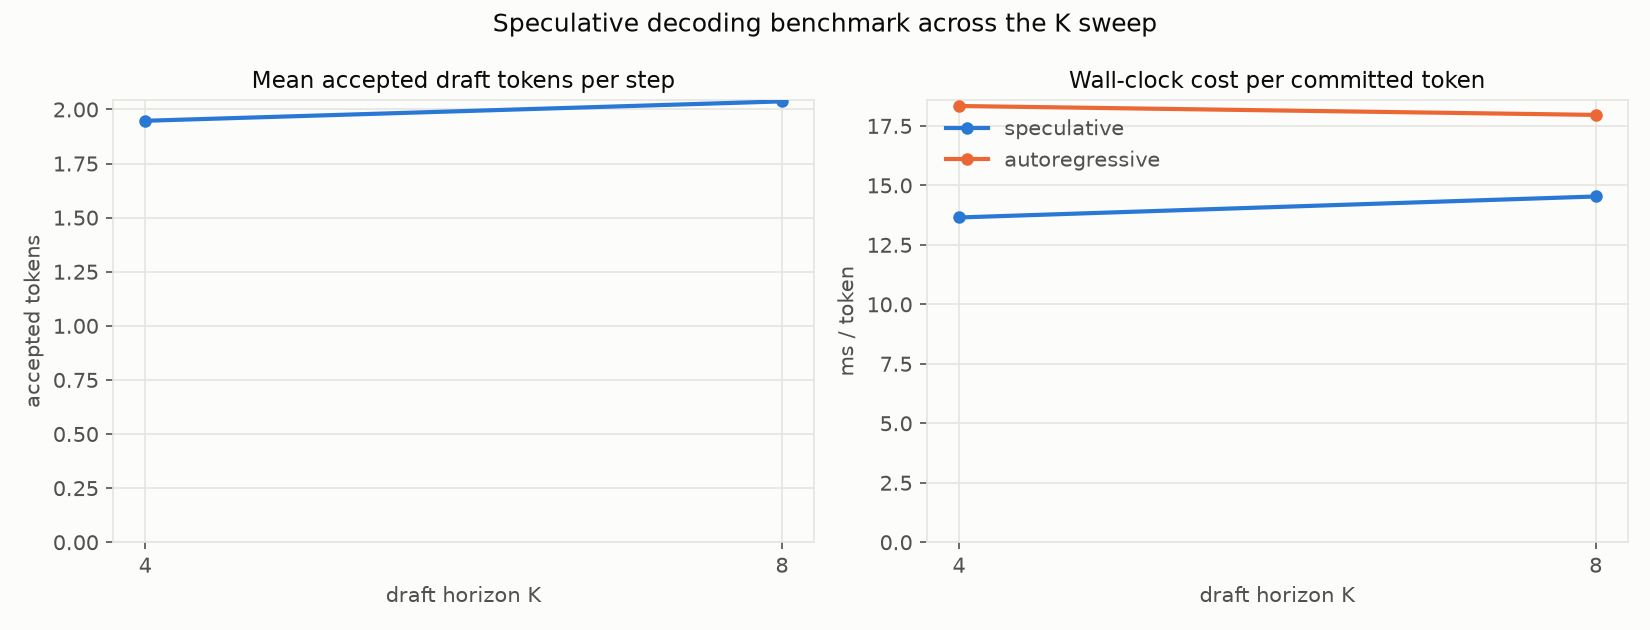 Speculative decoding benchmark across the K sweep
Mean accepted draft tokens per step
accepted tokens
2.00
1.75
1.50
1.25
1.00
0.75
0.50
0.25
0.00
4
8
draft horizon K
Wall-clock cost per committed token
ms / token
17.5
15.0
12.5
10.0
7.5
5.0
2.5
0.0
speculative
autoregressive
4
8
draft horizon K